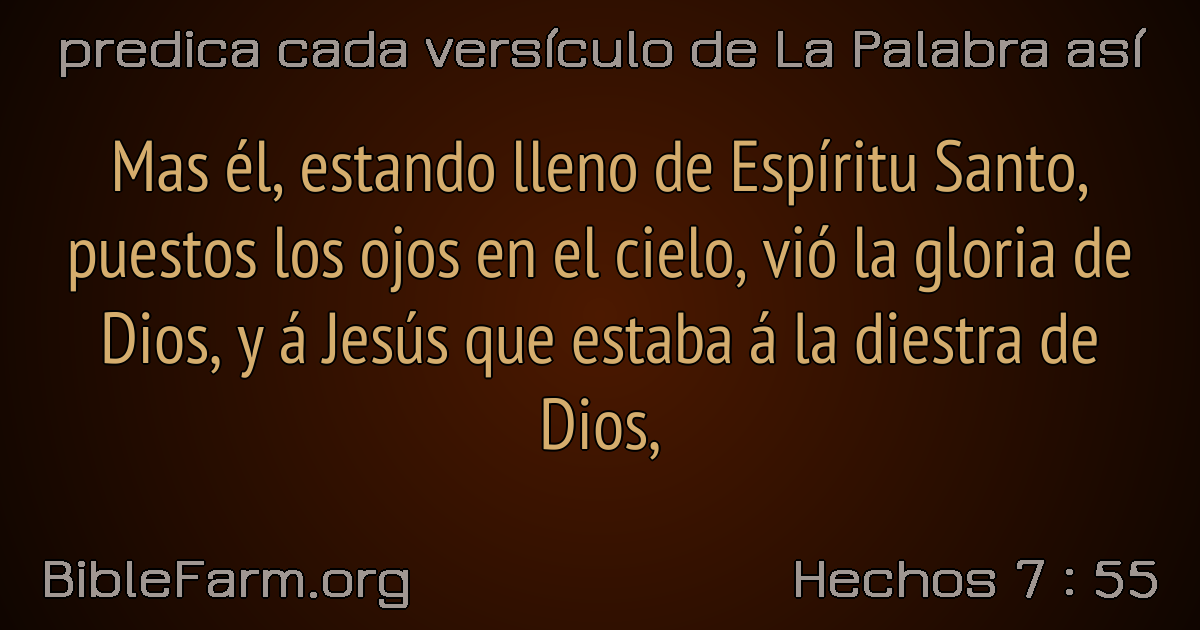 predica cada versículo de La Palabra así
Mas él, estando lleno de Espíritu Santo,
puestos los ojos en el cielo, vió la gloria de
Dios, y á Jesús que estaba á la diestra de
Dios,
BibleFarm.org
Hechos 7 : 55